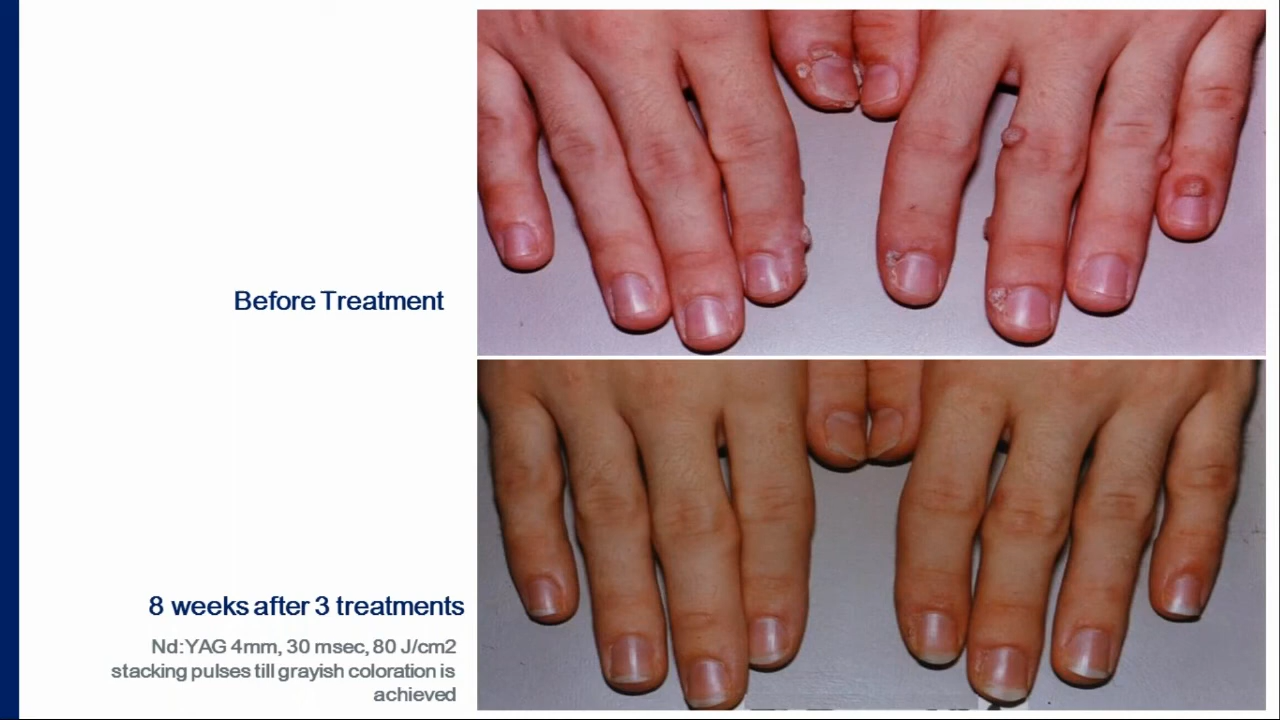 Before Treatment
8 weeks after 3 treatments
Nd:YAG 4mm, 30 msec, 80 J/cm2
stacking pulses till grayish coloration is
achieved